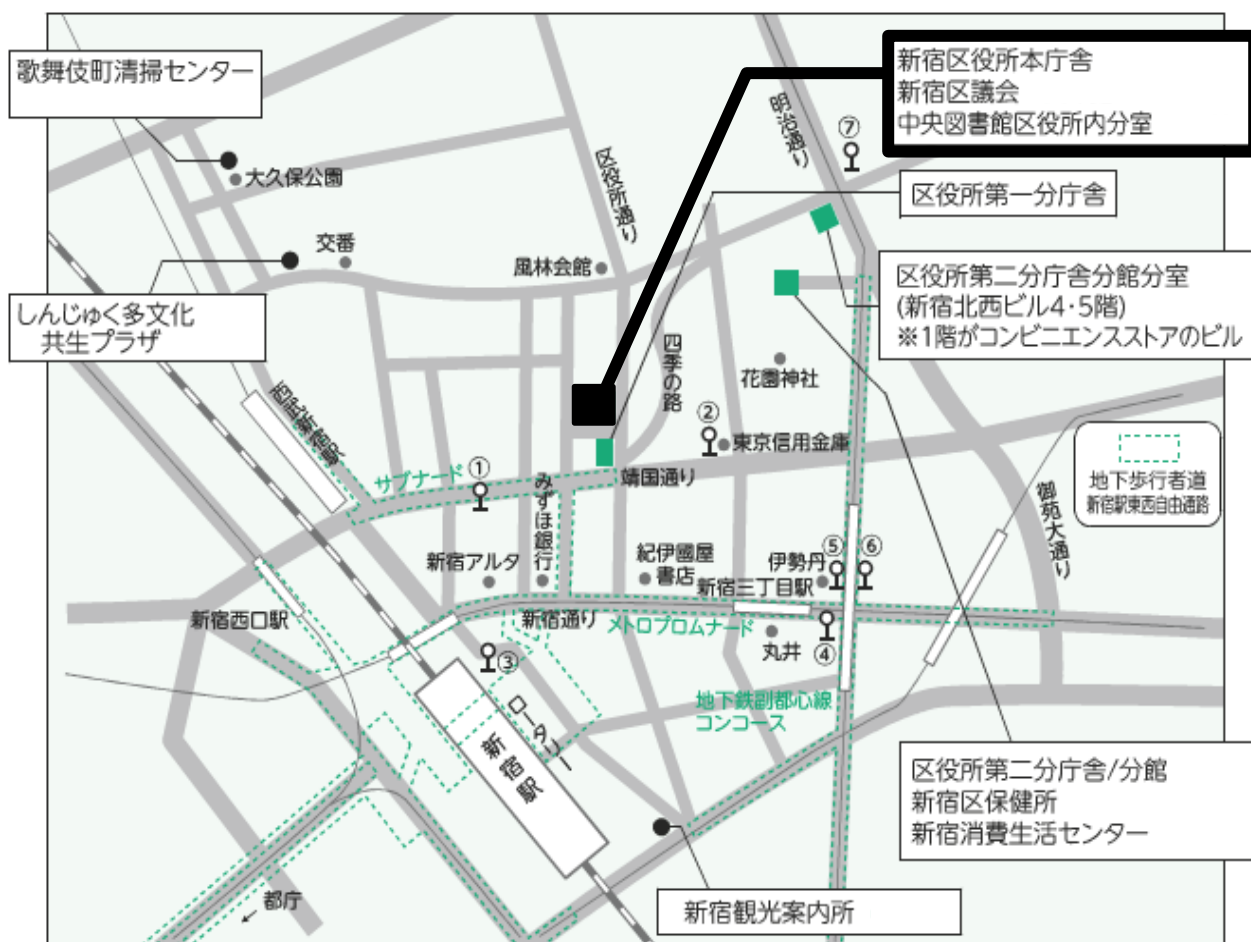 歌舞伎町清掃センター
新宿区役所本庁舎
新宿区議会
中央図書館区役所内分室
明治通り
⑦
大久保公園
区役所通り
区役所第一分庁舎
交番
風林会館
区役所第二分庁舎分館分室
(新宿北西ビル4・5階)
※1階がコンビニエンスストアのビル
しんじゅく多文化
共生プラザ
四季の路
花園神社
西武新宿駅
②
東京信用金庫
サブナード
①
みずほ銀行
靖国通り
地下歩行者道
新宿駅東西自由通路
御苑大通り
新宿アルタ
紀伊國屋
書店
伊勢丹
⑤
⑥
新宿三丁目駅
新宿西口駅
新宿通り
メトロプロムナード
丸井
④
③
ロータリー
地下鉄副都心線
コンコース
新宿駅
区役所第二分庁舎/分館
新宿区保健所
新宿消費生活センター
都庁
新宿観光案内所